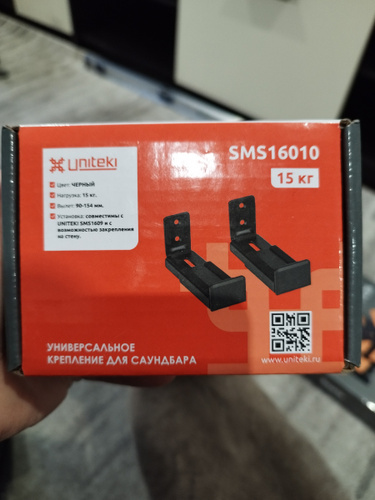 uniteki
SMS16010
15 кг
Цвет: ЧЕРНЫЙ
Нагрузка: 15 кг.
Вылет: 90-154 мм.
Установка: совместимы с
UNITEKI SMS1609 и с
возможностью закрепления
на стену.
УНИВЕРСАЛЬНОЕ
КРЕПЛЕНИЕ ДЛЯ САУНДБАРА
www.uniteki.ru